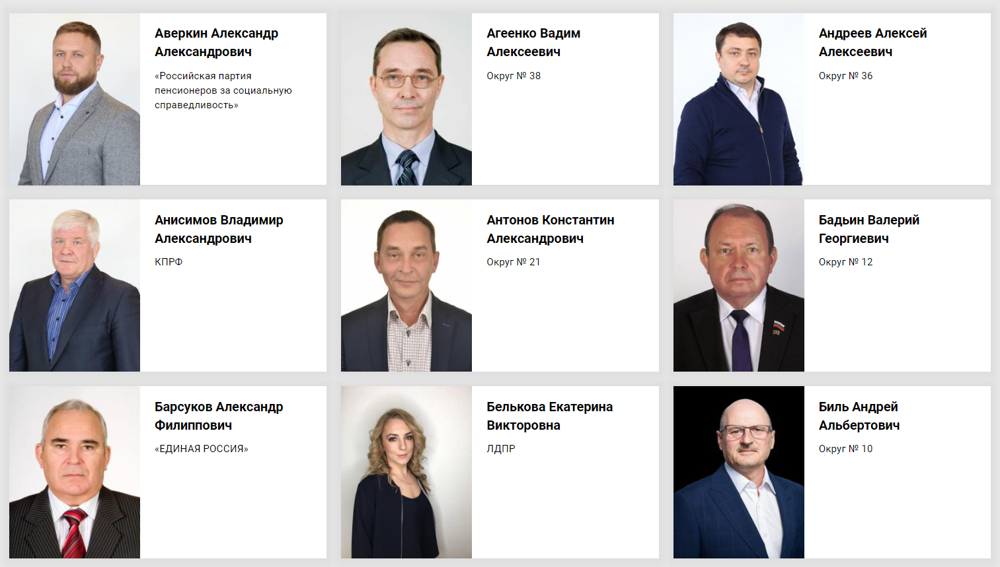 Аверкин Александр
Александрович
«Российская партия
пенсионеров за социальную
справедливость»
Агеенко Вадим
Алексеевич
Округ № 38
Андреев Алексей
Алексеевич
Округ № 36
Анисимов Владимир
Александрович
КПРФ
Антонов Константин
Александрович
Округ № 21
Бадьин Валерий
Георгиевич
Округ № 12
Барсуков Александр
Филиппович
«ЕДИНАЯ РОССИЯ»
Белькова Екатерина
Викторовна
ЛДПР
Биль Андрей
Альбертович
Округ № 10